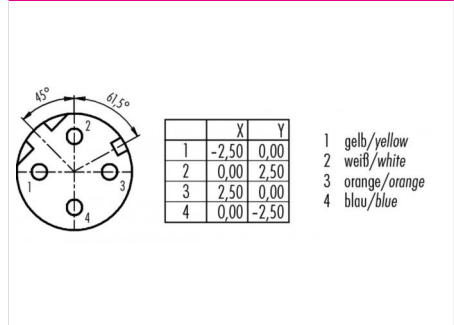 45°
61,5°
2
1
3
4
X Y
1 -2,50 0,00
2 0,00 2,50
3 2,50 0,00
4 0,00 -2,50
1 gelb/yellow
2 weiß/white
3 orange/orange
4 blau/blue